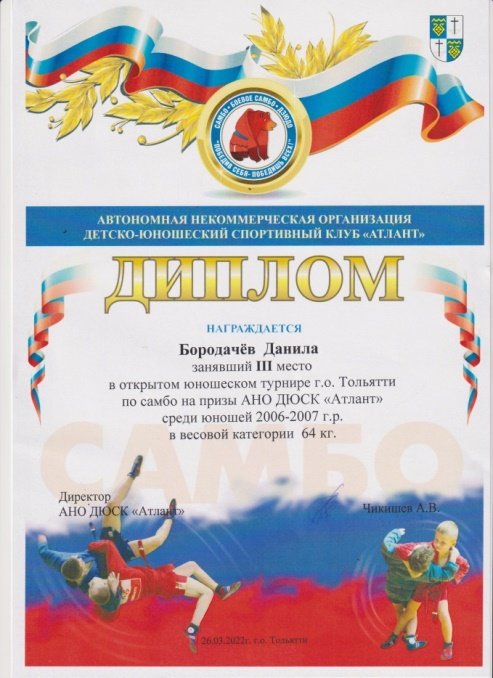 САМБО • БОЕВОЕ САМБО • ДЗЮДО
"ПОБЕДИВ СЕБЯ - ПОБЕДИШЬ ВСЕХ!"
АВТОНОМНАЯ НЕКОММЕРЧЕСКАЯ ОРГАНИЗАЦИЯ
ДЕТСКО-ЮНОШЕСКИЙ СПОРТИВНЫЙ КЛУБ «АТЛАНТ»
ДИПЛОМ
НАГРАЖДАЕТСЯ
Бородачёв Данила
занявший III место
в открытом юношеском турнире г.о. Тольятти
по самбо на призы АНО ДЮСК «Атлант»
среди юношей 2006-2007 г.р.
в весовой категории 64 кг.
САМБО
Директор
АНО ДЮСК «Атлант» Чикишев А.В.
26.03.2022г. г.о. Тольятти